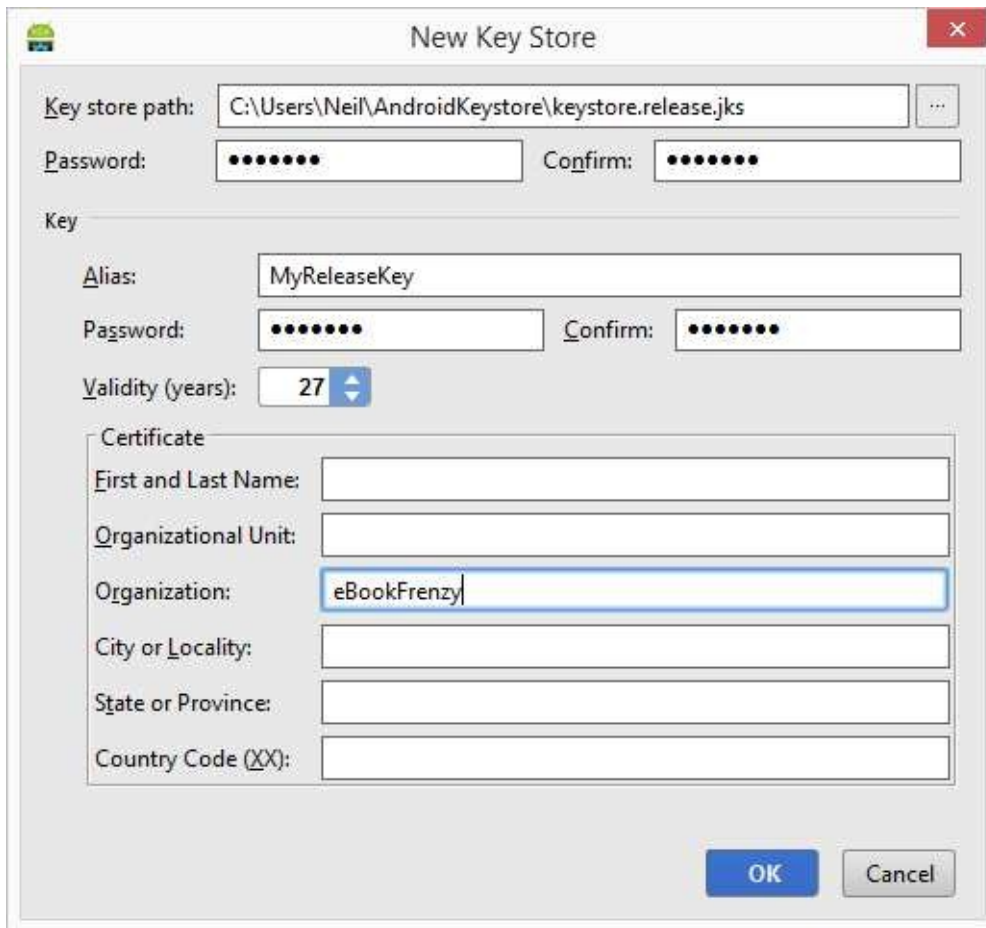 New Key Store
Key store path: C:\Users\Neil\AndroidKeystore\keystore.release.jks ...
Password: ●●●●●●● Confirm: ●●●●●●●
Key
Alias: MyReleaseKey
Password: ●●●●●●● Confirm: ●●●●●●●
Validity (years): 27
Certificate
First and Last Name:
Organizational Unit:
Organization: eBookFrenzy
City or Locality:
State or Province:
Country Code (XX):
OK Cancel